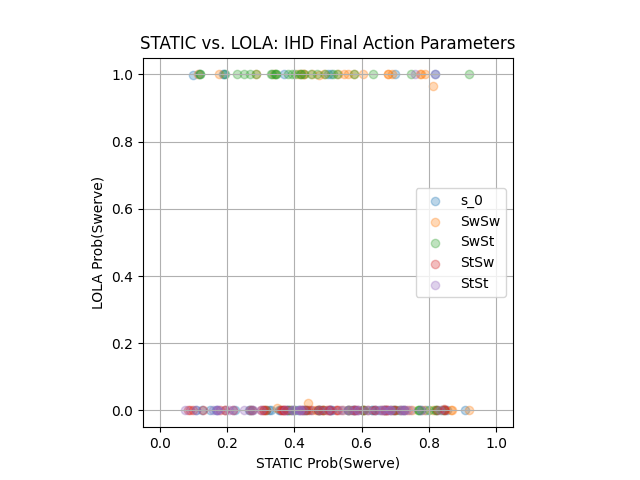 STATIC vs. LOLA: IHD Final Action Parameters
1.0
0.8
0.6
0.4
0.2
0.0
LOLA Prob(Swerve)
s_0
SwSw
SwSt
StSw
StSt
0.0 0.2 0.4 0.6 0.8 1.0
STATIC Prob(Swerve)